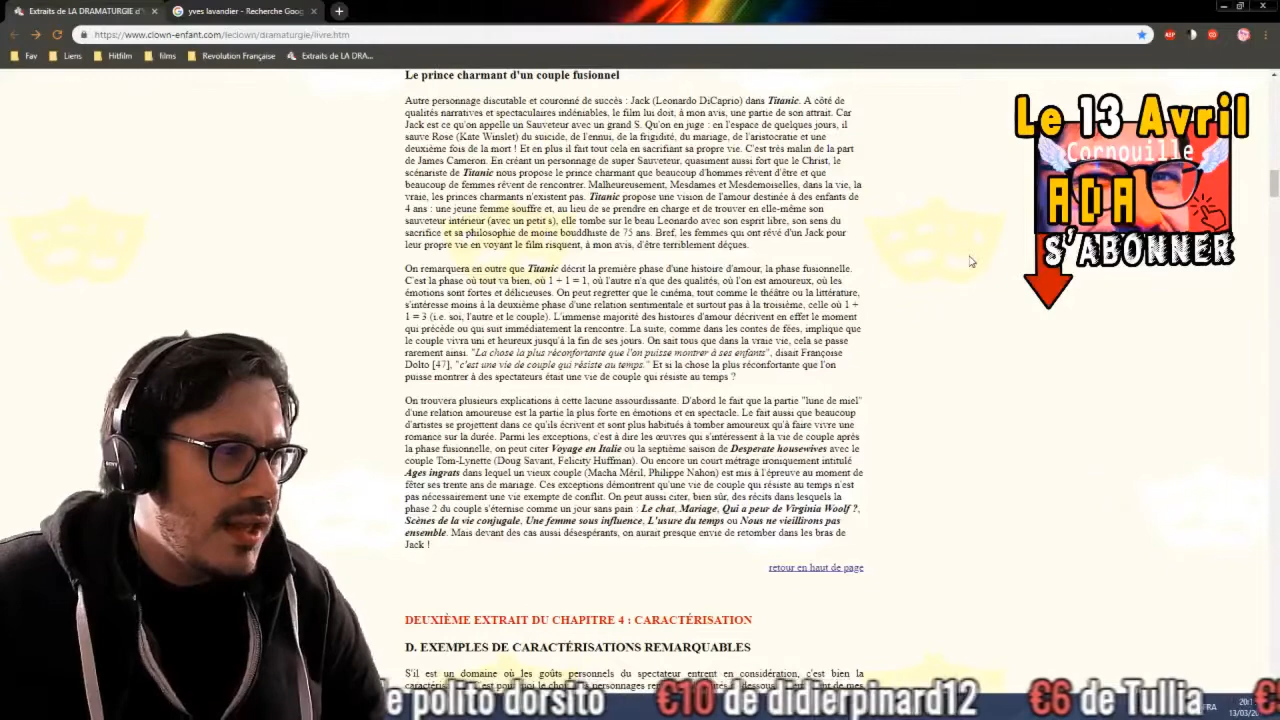 Extraits de LA DRAMATURGIE d'
yves lavandier - Recherche Goog
https://www.clown-enfant.com/leclown/dramaturgie/livre.htm
Fav
Liens
Hitfilm
films
Revolution Française
Extraits de LA DRA...
Le prince charmant d'un couple fusionnel
Autre personnage discutable et couronné de succès : Jack (Leonardo DiCaprio) dans Titanic. A côté de
qualités narratives et spectaculaires indéniables, le film lui doit, à mon avis, une partie de son attrait. Car
Jack est ce qu'on appelle un Sauveteur avec un grand S. Qu'on en juge : en l'espace de quelques jours, il
sauve Rose (Kate Winslet) du suicide, de l'ennui, de la frigidité, du mariage, de l'aristocratie et une
deuxième fois de la mort ! Et en plus il fait tout cela en sacrifiant sa propre vie. C'est très malin de la part
de James Cameron. En créant un personnage de super Sauveteur, quasiment aussi fort que le Christ, le
scénariste de Titanic nous propose le prince charmant que beaucoup d'hommes rêvent d'être et que
beaucoup de femmes rêvent de rencontrer. Malheureusement, Mesdames et Mesdemoiselles, dans la vie, la
vraie, les princes charmants n'existent pas. Titanic propose une vision de l'amour destinée à des enfants de
4 ans : une jeune femme souffre et, au lieu de se prendre en charge et de trouver en elle-même son
sauveteur intérieur (avec un petit s), elle tombe sur le beau Leonardo avec son esprit libre, son sens du
sacrifice et sa philosophie de moine bouddhiste de 75 ans. Bref, les femmes qui ont rêvé d'un Jack pour
leur propre vie en voyant le film risquent, à mon avis, d'être terriblement déçues.
On remarquera en outre que Titanic décrit la première phase d'une histoire d'amour, la phase fusionnelle.
C'est la phase où tout va bien, où 1 + 1 = 1, où l'autre n'a que des qualités, où l'on est amoureux, où les
émotions sont fortes et délicieuses. On peut regretter que le cinéma, tout comme le théâtre ou la littérature,
s'intéresse moins à la deuxième phase d'une relation sentimentale et surtout pas à la troisième, celle où 1 +
1 = 3 (i.e. soi, l'autre et le couple). L'immense majorité des histoires d'amour décrivent en effet le moment
qui précède ou qui suit immédiatement la rencontre. La suite, comme dans les contes de fées, implique que
le couple vivra uni et heureux jusqu'à la fin de ses jours. On sait tous que dans la vraie vie, cela se passe
rarement ainsi. "La chose la plus réconfortante que l'on puisse montrer à ses enfants", disait Françoise
Dolto [47], "c'est une vie de couple qui résiste au temps." Et si la chose la plus réconfortante que l'on
puisse montrer à des spectateurs était une vie de couple qui résiste au temps ?
On trouvera plusieurs explications à cette lacune assourdissante. D'abord le fait que la partie "lune de miel"
d'une relation amoureuse est la partie la plus forte en émotions et en spectacle. Le fait aussi que beaucoup
d'artistes se projettent dans ce qu'ils écrivent et sont plus habitués à tomber amoureux qu'à faire vivre une
romance sur la durée. Parmi les exceptions, c'est à dire les œuvres qui s'intéressent à la vie de couple après
la phase fusionnelle, on peut citer Voyage en Italie ou la septième saison de Desperate housewives avec le
couple Tom-Lynette (Doug Savant, Felicity Huffman). Ou encore un court métrage ironiquement intitulé
Ages ingrats dans lequel un vieux couple (Macha Méril, Philippe Nahon) est mis à l'épreuve au moment de
fêter ses trente ans de mariage. Ces exceptions démontrent qu'une vie de couple qui résiste au temps n'est
pas nécessairement une vie exempte de conflit. On peut aussi citer, bien sûr, des récits dans lesquels la
phase 2 du couple s'éternise comme un jour sans pain : Le chat, Mariage, Qui a peur de Virginia Woolf ?,
Scènes de la vie conjugale, Une femme sous influence, L'usure du temps ou Nous ne vieillirons pas
ensemble. Mais devant des cas aussi désespérants, on aurait presque envie de retomber dans les bras de
Jack !
retour en haut de page
DEUXIÈME EXTRAIT DU CHAPITRE 4 : CARACTÉRISATION
D. EXEMPLES DE CARACTÉRISATIONS REMARQUABLES
S'il est un domaine où les goûts personnels du spectateur entrent en considération, c'est bien la
Le 13 Avril
Cornouille
ADA
S'ABONNER
de polito dorsito €10 de didierpinard12 €6 de Tullia
FRA